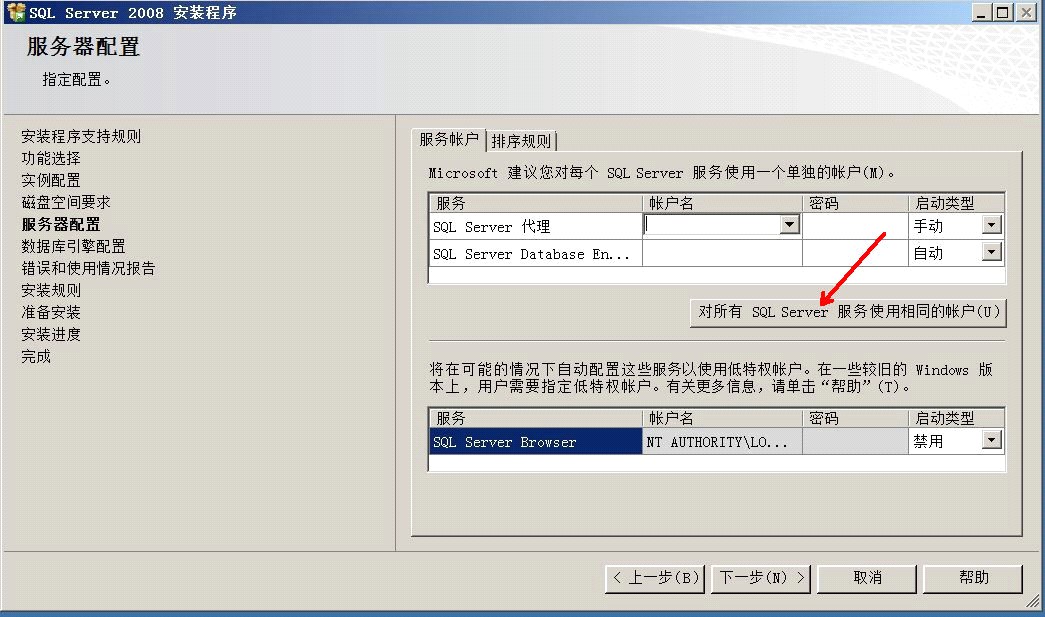 SQL Server 2008 安装程序
服务器配置
指定配置。
安装程序支持规则
功能选择
实例配置
磁盘空间要求
服务器配置
数据库引擎配置
错误和使用情况报告
安装规则
准备安装
安装进度
完成
服务帐户 排序规则
Microsoft 建议您对每个 SQL Server 服务使用一个单独的帐户(M)。
服务 帐户名 密码 启动类型
SQL Server 代理 手动
SQL Server Database En... 自动
对所有 SQL Server 服务使用相同的帐户(U)
将在可能的情况下自动配置这些服务以使用低特权帐户。在一些较旧的 Windows 版
本上，用户需要指定低特权帐户。有关更多信息，请单击“帮助”(T)。
服务 帐户名 密码 启动类型
SQL Server Browser NT AUTHORITY\LO... 禁用
< 上一步(B) 下一步(N) > 取消 帮助